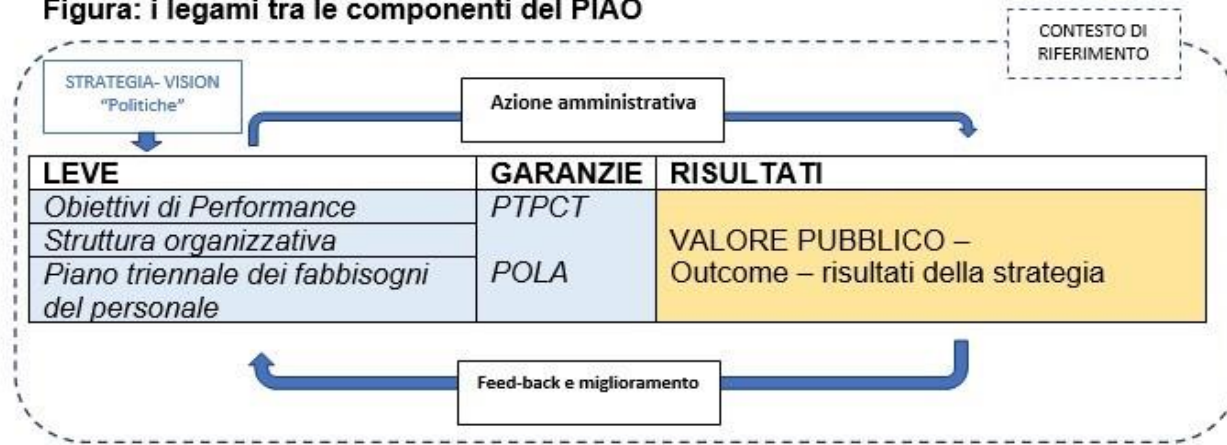 Figura: i legami tra le componenti del PIAO
CONTESTO DI
RIFERIMENTO
STRATEGIA- VISION
“Politiche”
Azione amministrativa
LEVE
GARANZIE
RISULTATI
Obiettivi di Performance
Struttura organizzativa
Piano triennale dei fabbisogni
del personale
PTPCT
POLA
VALORE PUBBLICO –
Outcome – risultati della strategia
Feed-back e miglioramento